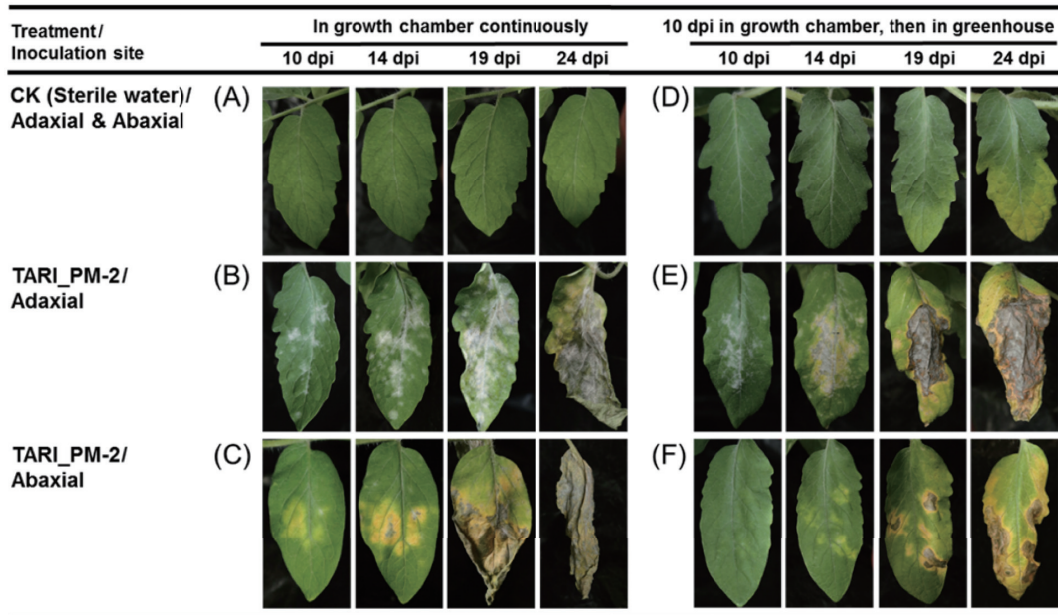 Treatment/
Inoculation site
In growth chamber continuously
10 dpi in growth chamber, then in greenhouse
10 dpi 14 dpi 19 dpi 24 dpi
10 dpi 14 dpi 19 dpi 24 dpi
CK (Sterile water)/
Adaxial & Abaxial
(A)
(D)
TARI_PM-2/
Adaxial
(B)
(E)
TARI_PM-2/
Abaxial
(C)
(F)